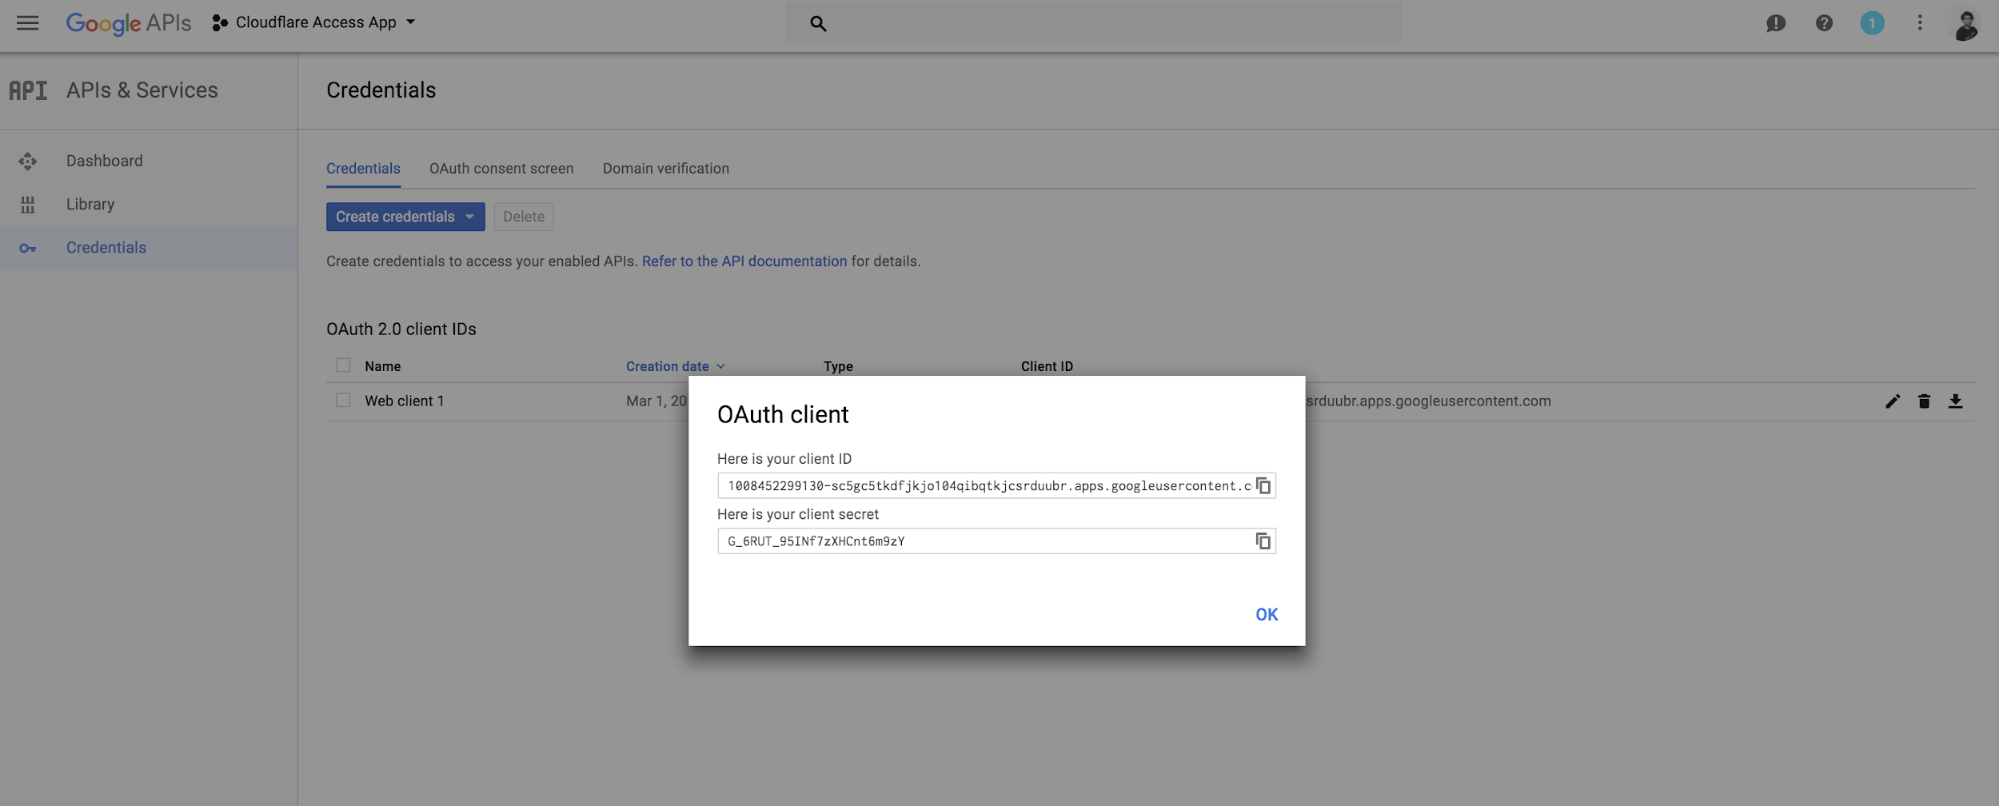 Google APIs Cloudflare Access App 1
API APIs & Services Credentials
Dashboard
Library
Credentials
Credentials OAuth consent screen Domain verification
Create credentials Delete
Create credentials to access your enabled APIs. Refer to the API documentation for details.
OAuth 2.0 client IDs
Name Creation date Type Client ID
Web client 1 Mar 1, 20 srduubr.apps.googleusercontent.com
OAuth client
Here is your client ID
1008452299130-sc5gc5tkdfjkjo104qibqtkjcsrduubr.apps.googleusercontent.c
Here is your client secret
G_6RUT_95INf7zXHCnt6m9zY
OK